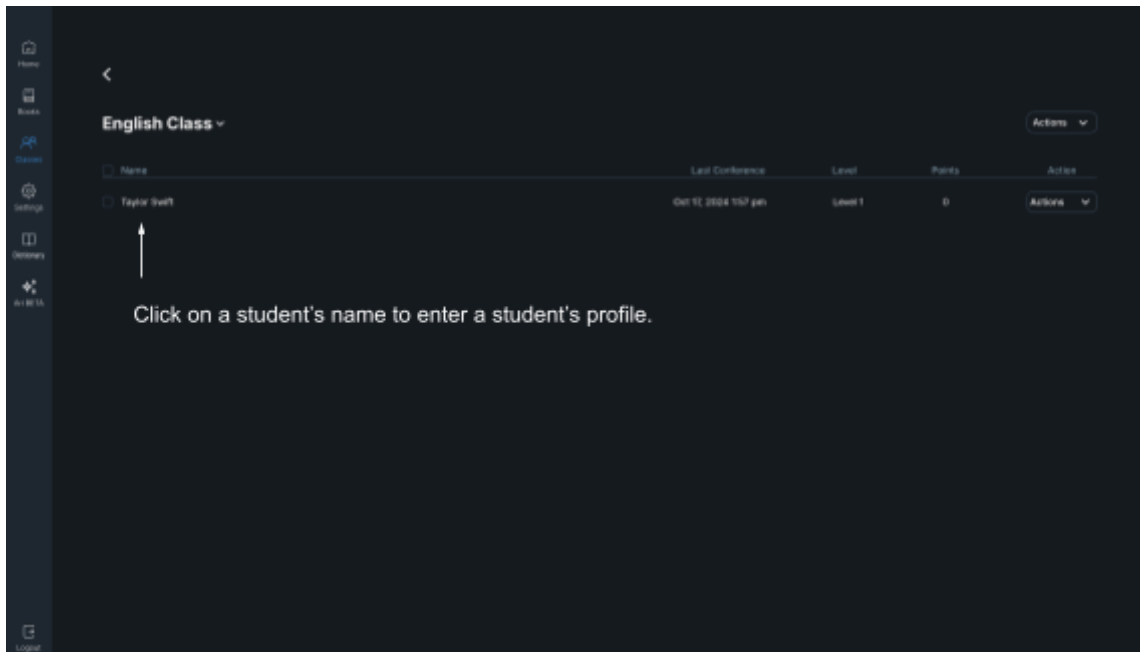 Home
Books
English Class
Actions
Classes
Name Last Conference Level Points Action
Settings
Taylor Swift Oct 17, 2024 1:57 pm Level 1 0 Actions
Dictionary
Art BETA
Click on a student's name to enter a student's profile.
Logout